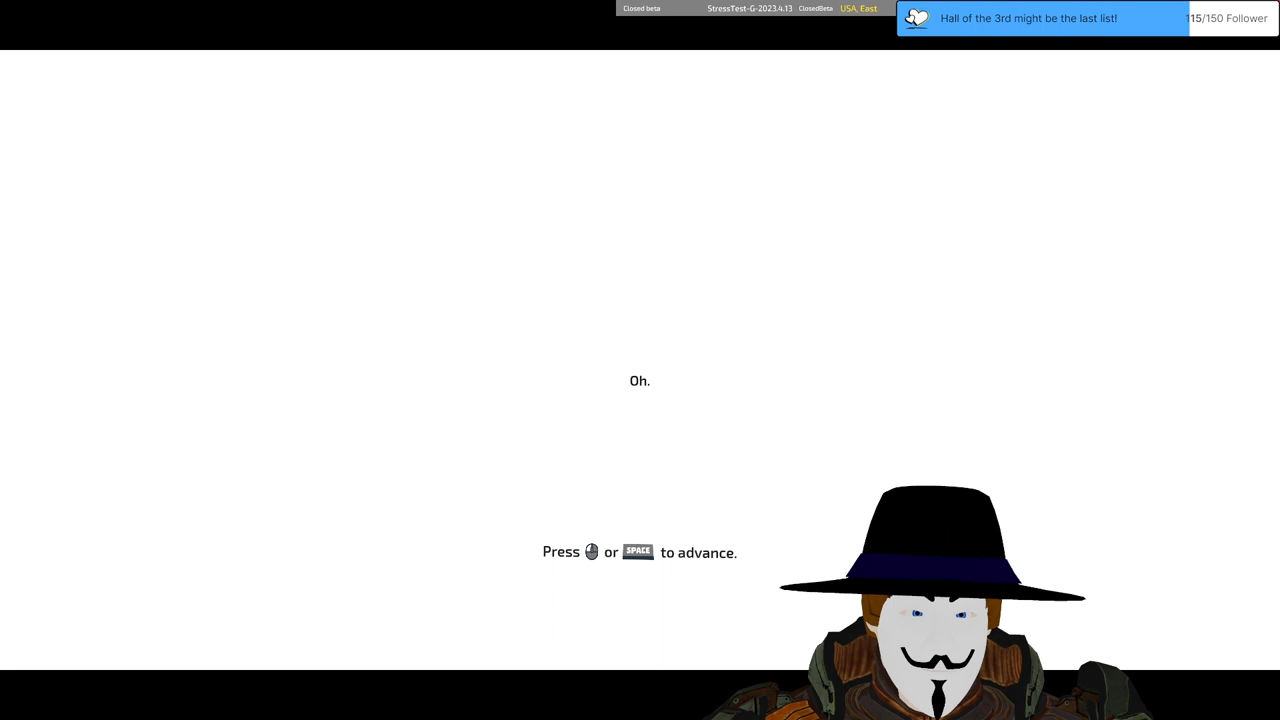 Closed beta StressTest-G-2023.4.13 ClosedBeta USA, East
Hall of the 3rd might be the last list! 115/150 Follower
Oh.
Press or SPACE to advance.